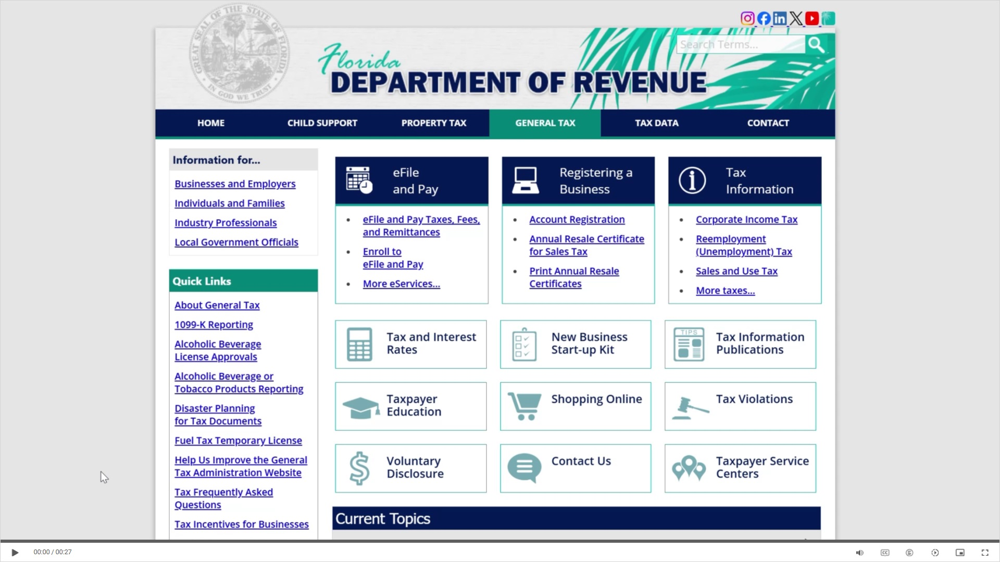 GREAT SEAL OF THE STATE OF FLORIDA
IN GOD WE TRUST
Search Terms...
Florida
DEPARTMENT OF REVENUE
HOME
CHILD SUPPORT
PROPERTY TAX
GENERAL TAX
TAX DATA
CONTACT
Information for...
Businesses and Employers
Individuals and Families
Industry Professionals
Local Government Officials
Quick Links
About General Tax
1099-K Reporting
Alcoholic Beverage
License Approvals
Alcoholic Beverage or
Tobacco Products Reporting
Disaster Planning
for Tax Documents
Fuel Tax Temporary License
Help Us Improve the General
Tax Administration Website
Tax Frequently Asked
Questions
Tax Incentives for Businesses
eFile
and Pay
eFile and Pay Taxes, Fees,
and Remittances
Enroll to
eFile and Pay
More eServices...
Registering a
Business
Account Registration
Annual Resale Certificate
for Sales Tax
Print Annual Resale
Certificates
Tax
Information
Corporate Income Tax
Reemployment
(Unemployment) Tax
Sales and Use Tax
More taxes...
Tax and Interest
Rates
New Business
Start-up Kit
TIPS
Tax Information
Publications
Taxpayer
Education
Shopping Online
Tax Violations
Voluntary
Disclosure
Contact Us
Taxpayer Service
Centers
Current Topics
00:00 / 00:27